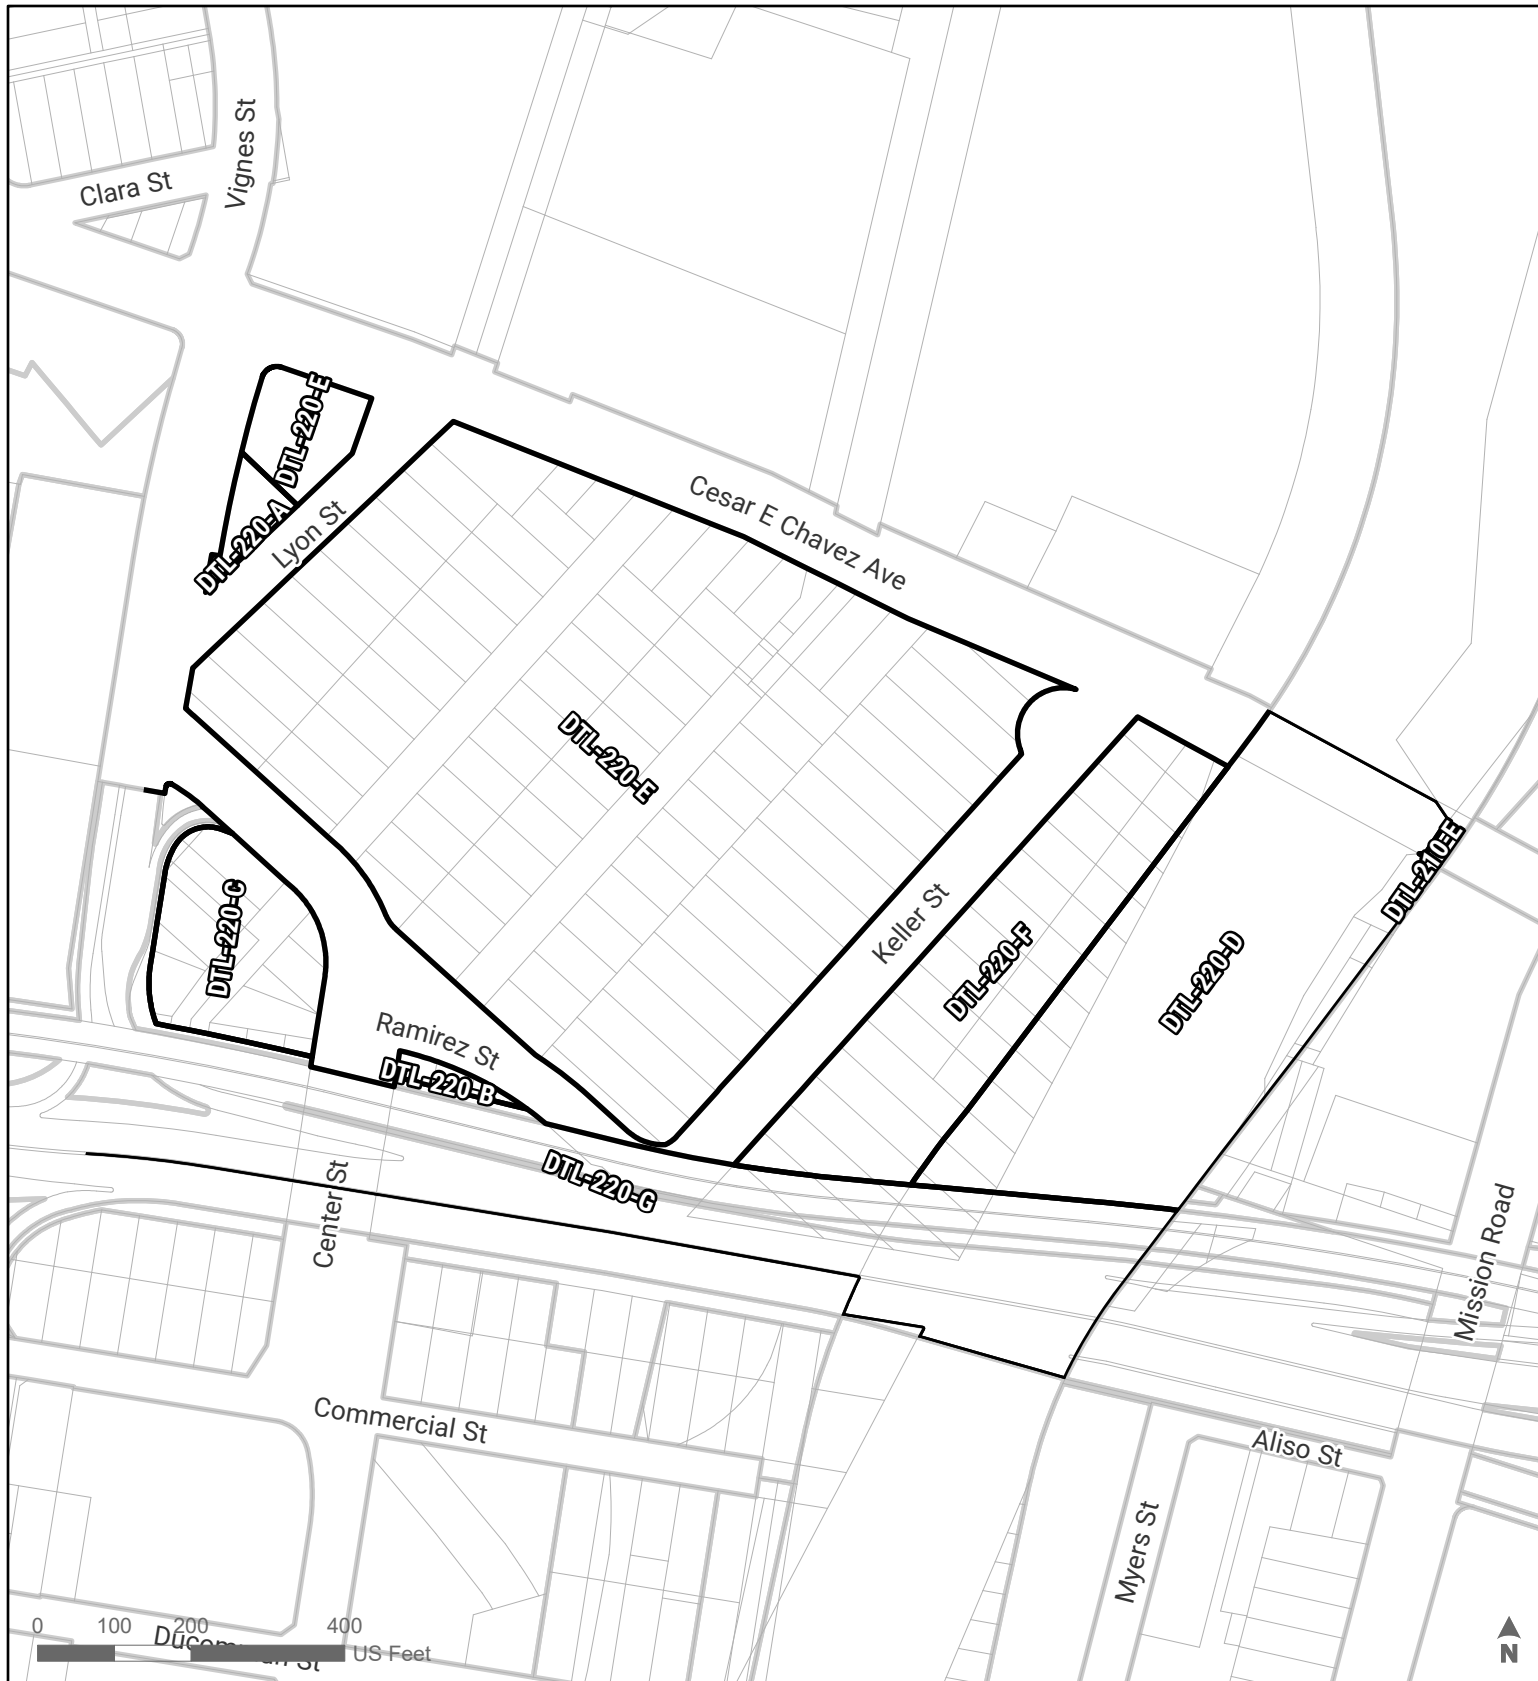 Vignes St
Clara St
DTL-220-E
DTL-220-A
Lyon St
Cesar E Chavez Ave
DTL-220-E
DTL-210-E
DTL-220-C
Keller St
DTL-220-F
DTL-220-D
Ramirez St
DTL-220-B
DTL-220-G
Center St
Mission Road
Commercial St
Aliso St
Myers St
0 100 200 400
US Feet
N